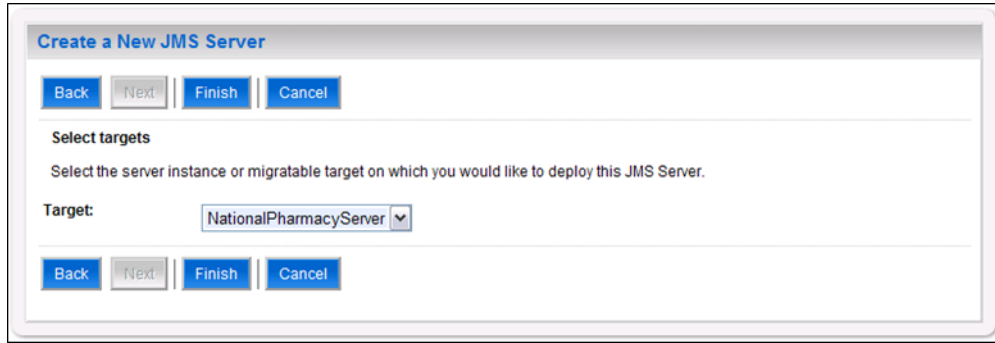 Create a New JMS Server
Back Next Finish Cancel
Select targets
Select the server instance or migratable target on which you would like to deploy this JMS Server.
Target: NationalPharmacyServer
Back Next Finish Cancel